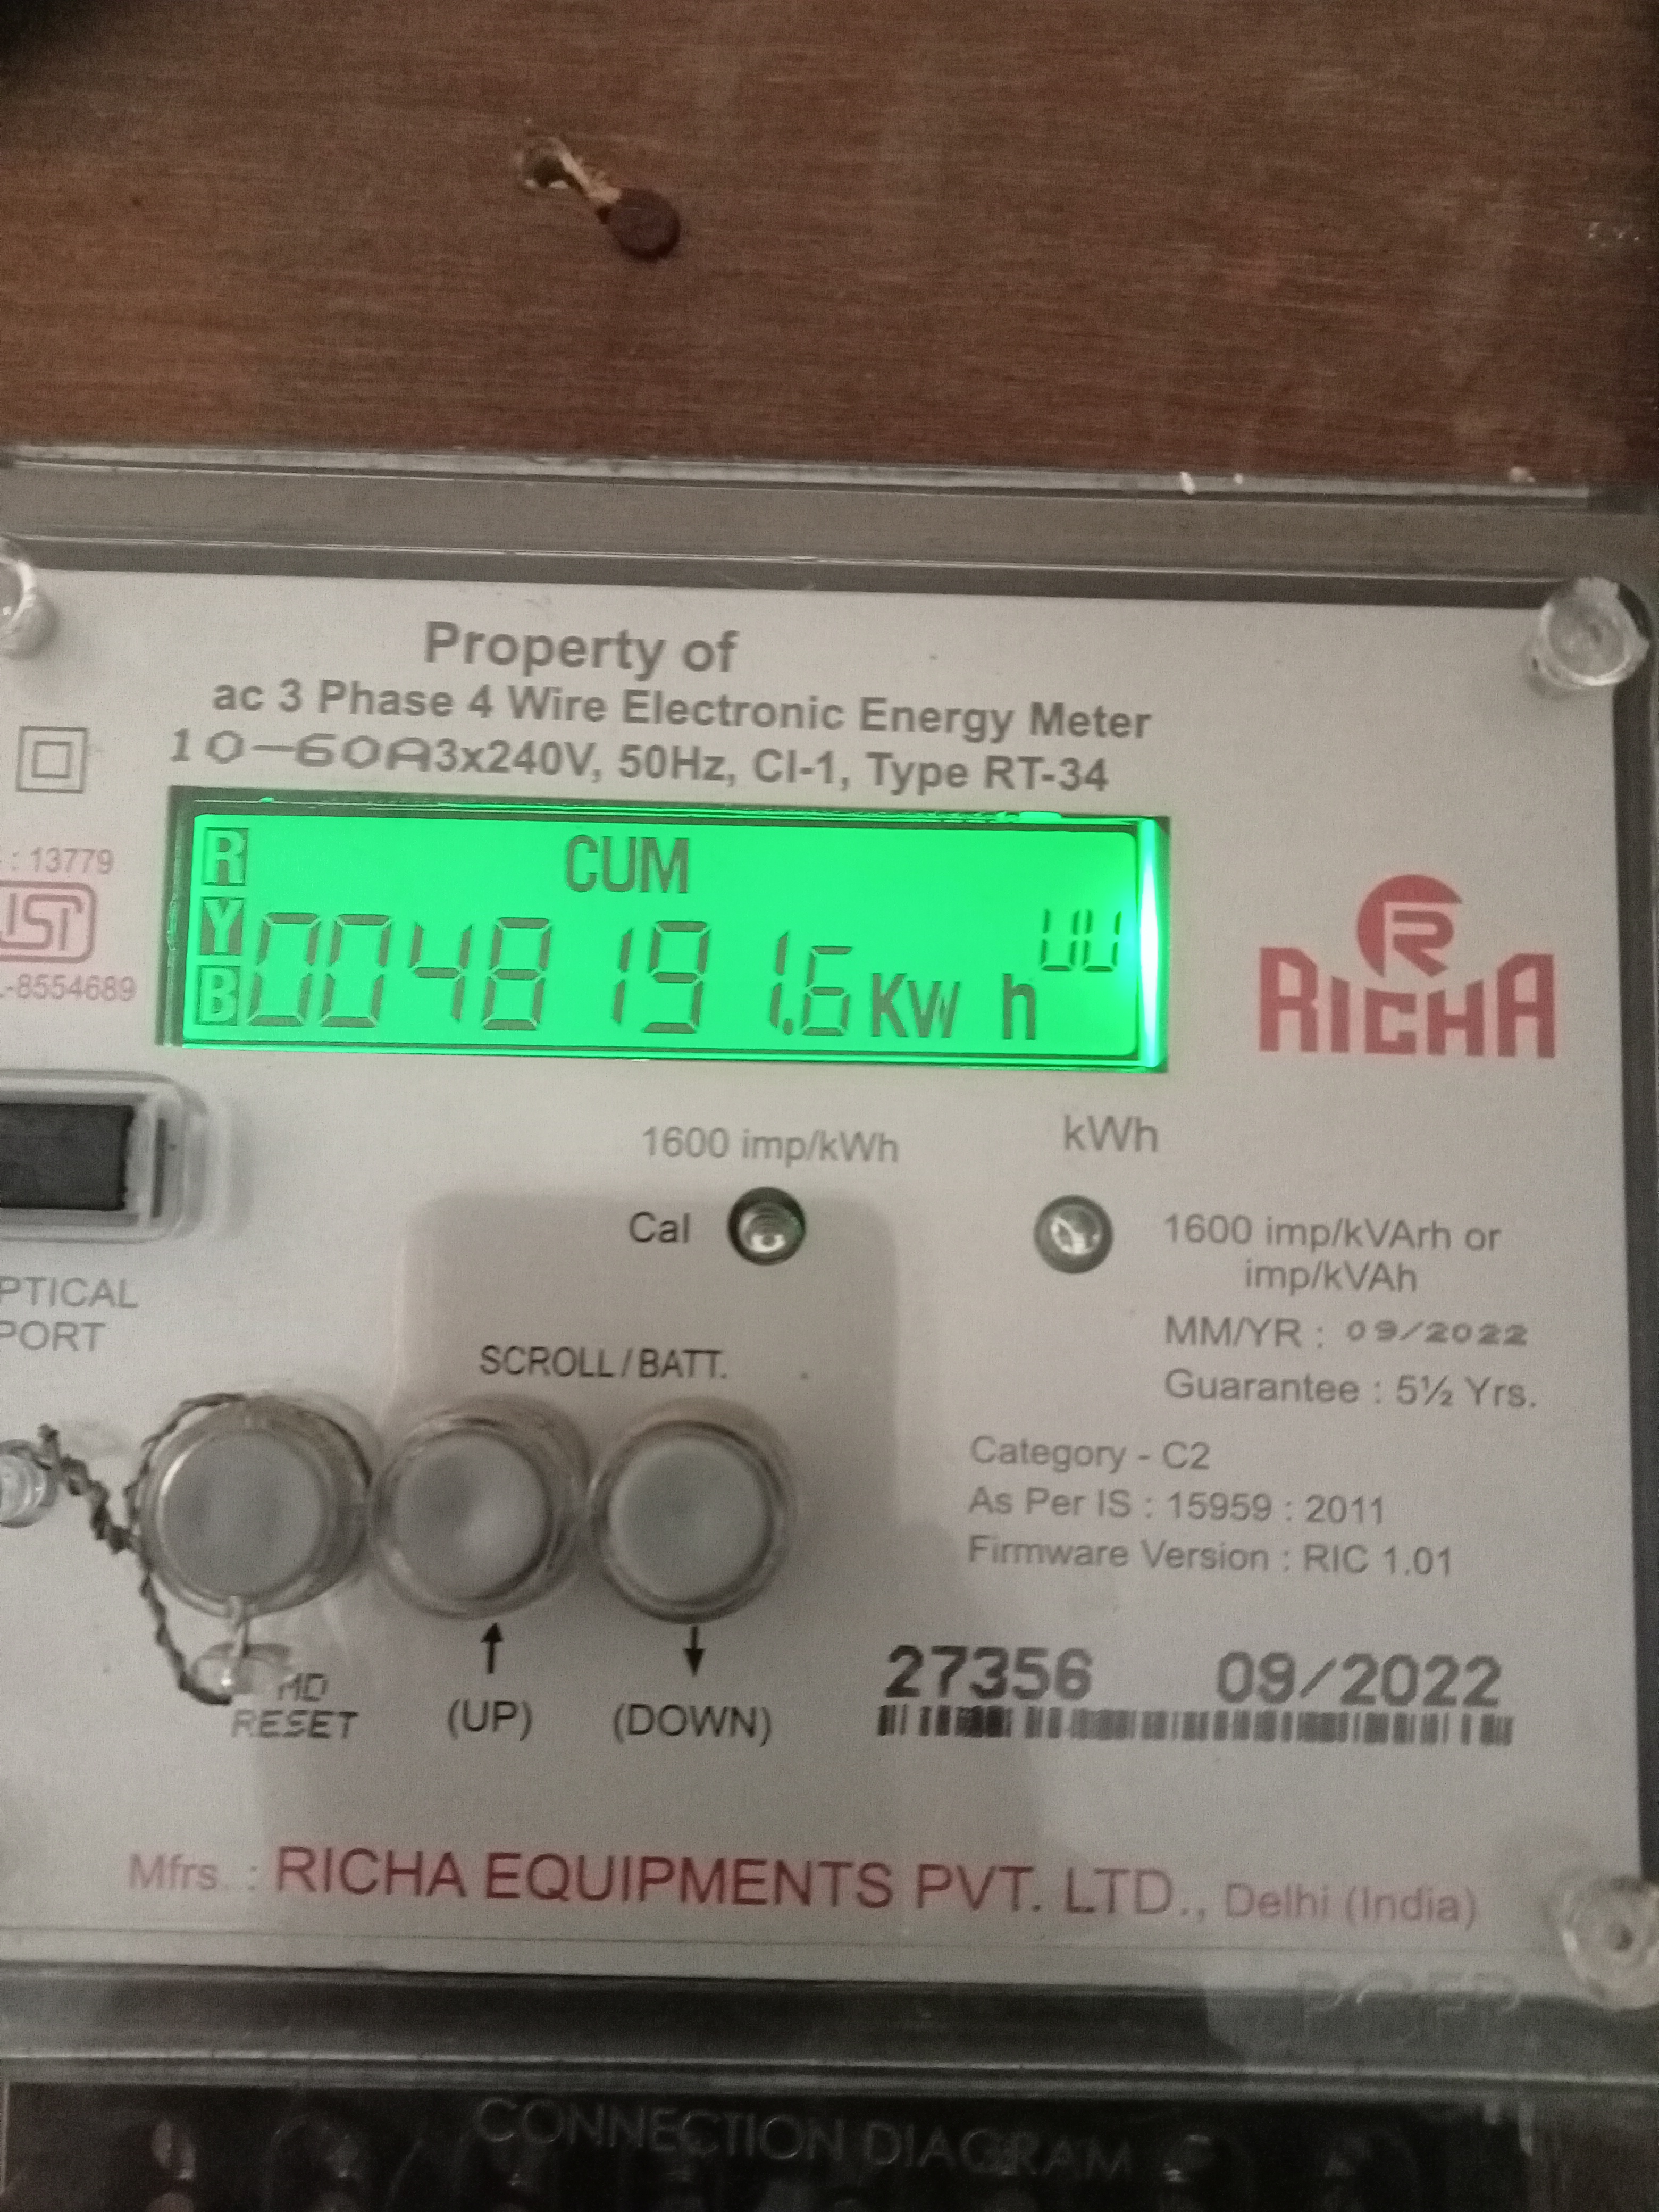 Property of
ac 3 Phase 4 Wire Electronic Energy Meter
10-60A3x240V, 50Hz, Cl-1, Type RT-34
: 13779
-8554689
R
Y
B
CUM
0048191.6 KW h
R
RICHA
1600 imp/kWh
kWh
Cal
1600 imp/kVArh or
imp/kVAh
PTICAL
PORT
MM/YR : 09/2022
Guarantee : 5½ Yrs.
SCROLL/BATT.
Category - C2
As Per IS : 15959 : 2011
Firmware Version : RIC 1.01
MD
RESET
(UP)
(DOWN)
27356 09/2022
Mfrs. : RICHA EQUIPMENTS PVT. LTD., Delhi (India)
CONNECTION DIAGRAM